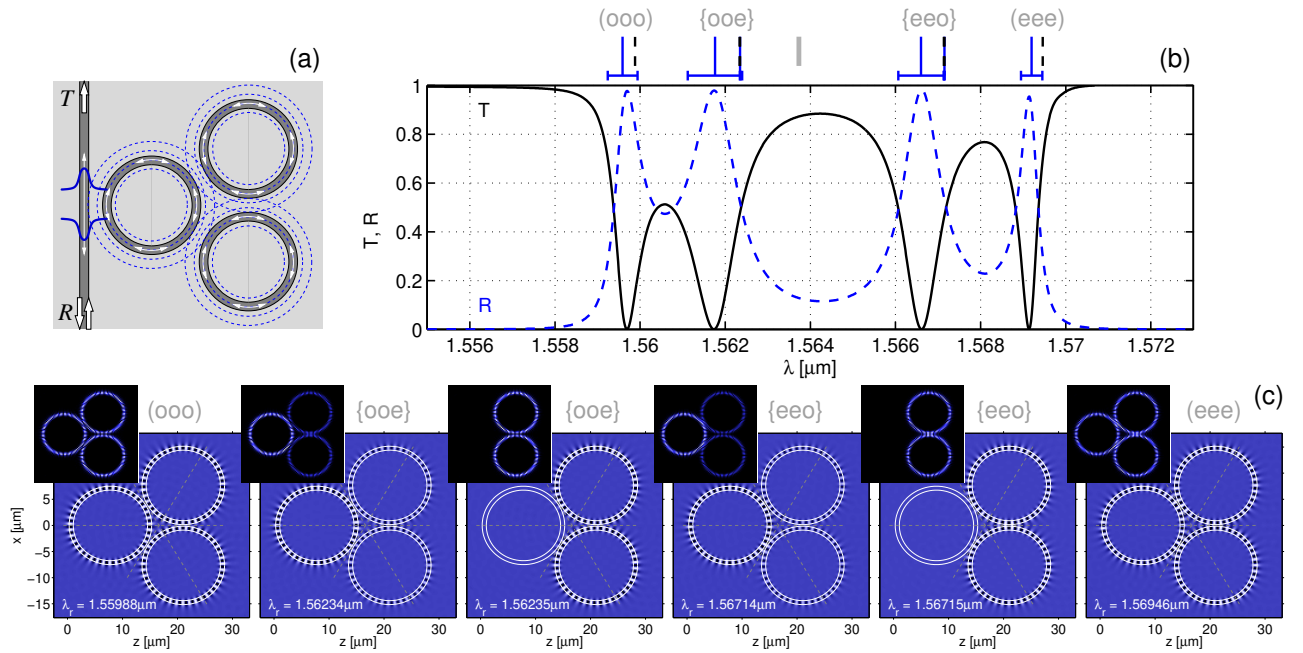 (ooo) {ooe} {eeo} (eee)
(a)
T
R
(b)
T
R
T, R
1
0.8
0.6
0.4
0.2
0
1.556 1.558 1.56 1.562 1.564 1.566 1.568 1.57 1.572
λ [μm]
(c)
(ooo) {ooe} {ooe} {eeo} {eeo} (eee)
x [μm]
5
0
−5
−10
−15
λr = 1.55988μm λr = 1.56234μm λr = 1.56235μm λr = 1.56714μm λr = 1.56715μm λr = 1.56946μm
0 10 20 30 0 10 20 30 0 10 20 30 0 10 20 30 0 10 20 30 0 10 20 30
z [μm] z [μm] z [μm] z [μm] z [μm] z [μm]